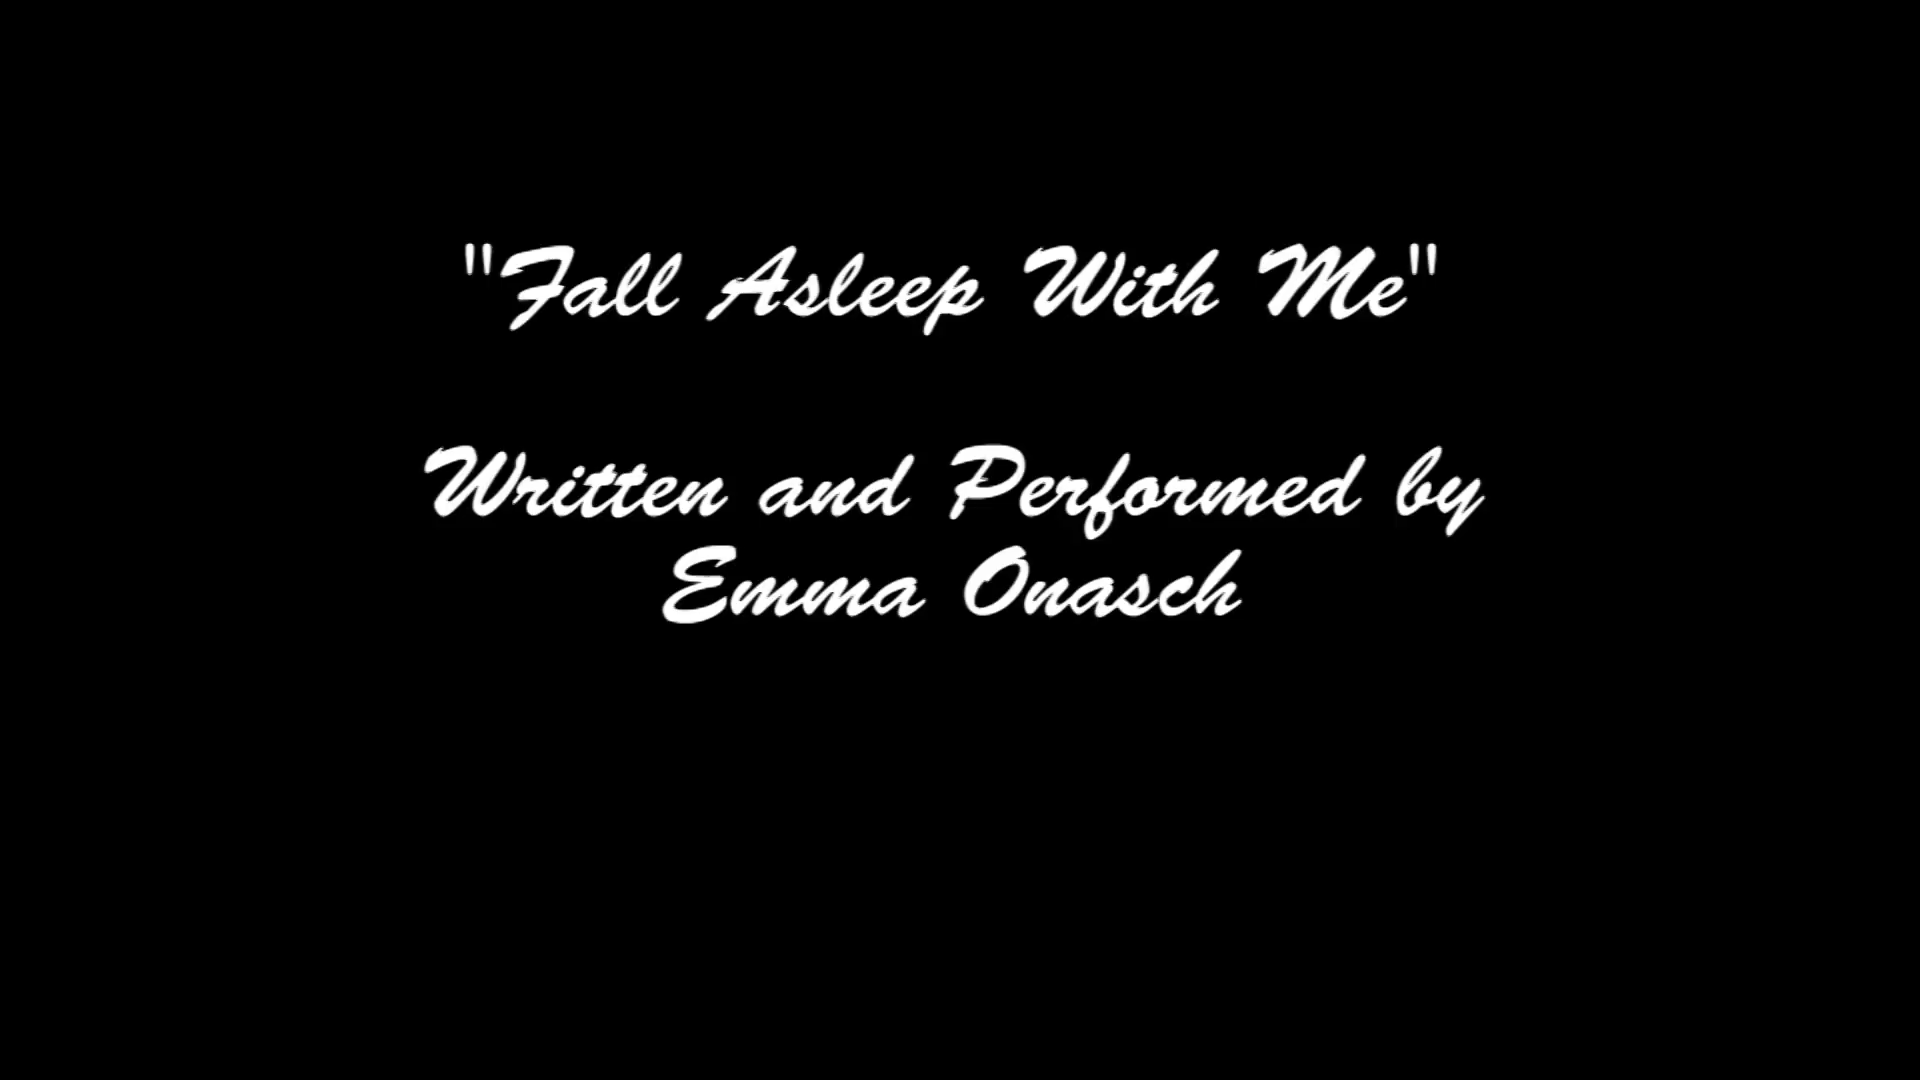 "Fall Asleep With Me"
Written and Performed by
Emma Onasch